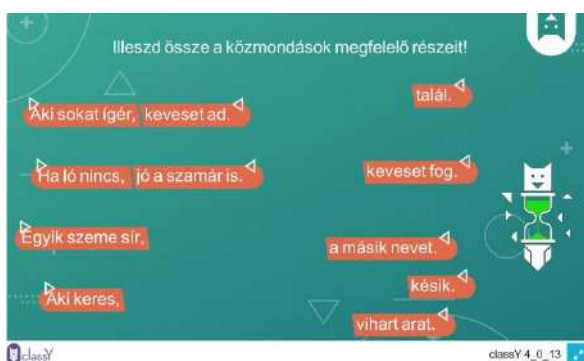 Illeszd össze a közmondások megfelelő részeit!
talál.
Aki sokat ígér, keveset ad.
Ha ló nincs, jó a szamár is.
keveset fog.
Egyik szeme sír,
a másik nevet.
késik.
Aki keres,
vihart arat.
classY
classY 4_6_13